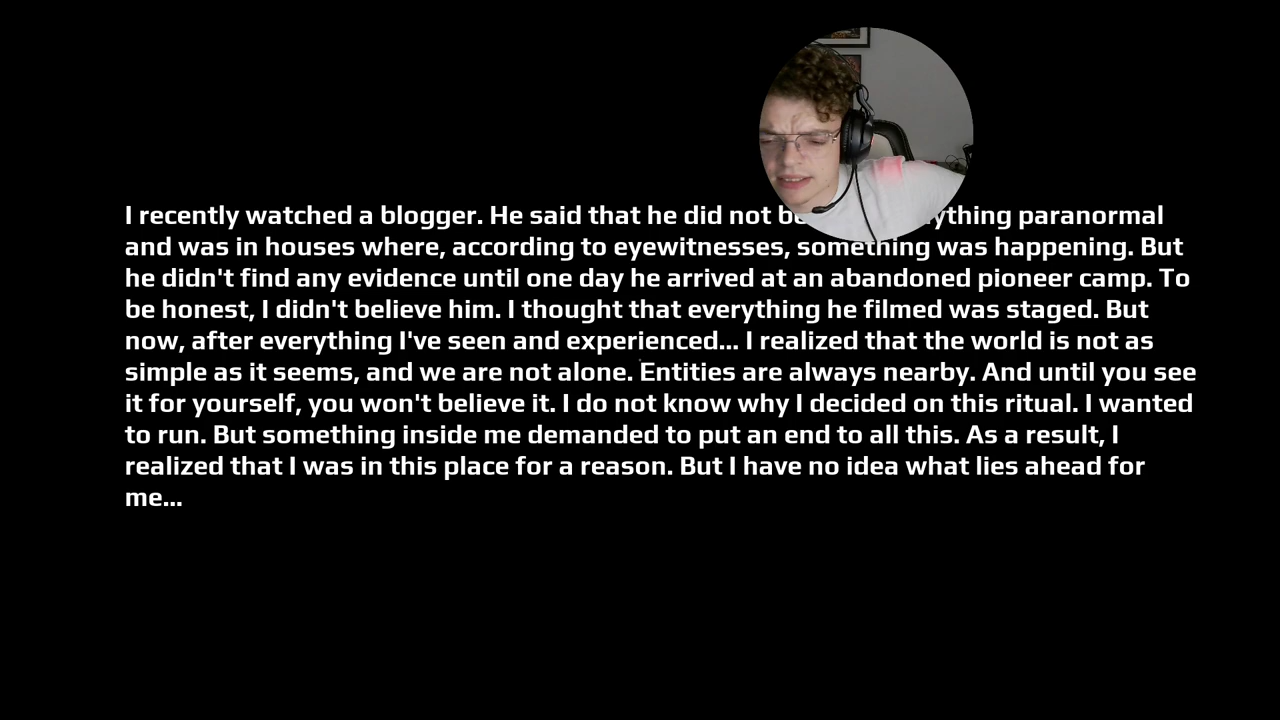 I recently watched a blogger. He said that he did not paranormal
and was in houses where, according to eyewitnesses, something was happening. But
he didn't find any evidence until one day he arrived at an abandoned pioneer camp. To
be honest, I didn't believe him. I thought that everything he filmed was staged. But
now, after everything I've seen and experienced... I realized that the world is not as
simple as it seems, and we are not alone. Entities are always nearby. And until you see
it for yourself, you won't believe it. I do not know why I decided on this ritual. I wanted
to run. But something inside me demanded to put an end to all this. As a result, I
realized that I was in this place for a reason. But I have no idea what lies ahead for
me...